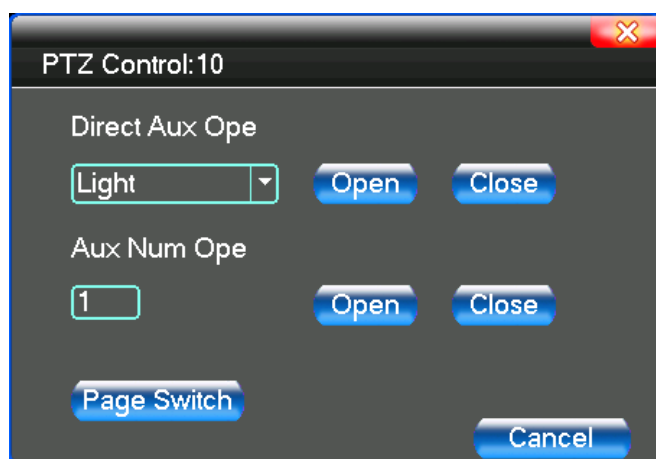 PTZ Control:10
Direct Aux Ope
Light Open Close
Aux Num Ope
1 Open Close
Page Switch
Cancel